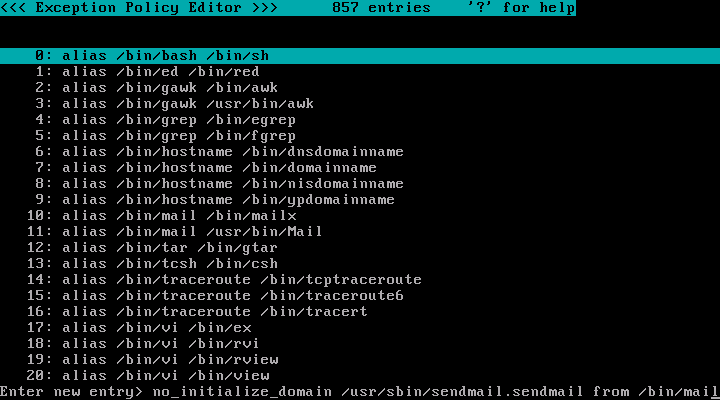 <<< Exception Policy Editor >>>      857 entries    '?' for help
0: alias /bin/bash /bin/sh
1: alias /bin/ed /bin/red
2: alias /bin/gawk /bin/awk
3: alias /bin/gawk /usr/bin/awk
4: alias /bin/grep /bin/egrep
5: alias /bin/grep /bin/fgrep
6: alias /bin/hostname /bin/dnsdomainname
7: alias /bin/hostname /bin/domainname
8: alias /bin/hostname /bin/nisdomainname
9: alias /bin/hostname /bin/ypdomainname
10: alias /bin/mail /bin/mailx
11: alias /bin/mail /usr/bin/Mail
12: alias /bin/tar /bin/gtar
13: alias /bin/tcsh /bin/csh
14: alias /bin/traceroute /bin/tcptraceroute
15: alias /bin/traceroute /bin/traceroute6
16: alias /bin/traceroute /bin/tracert
17: alias /bin/vi /bin/ex
18: alias /bin/vi /bin/rvi
19: alias /bin/vi /bin/rview
20: alias /bin/vi /bin/view
Enter new entry> no_initialize_domain /usr/sbin/sendmail.sendmail from /bin/mail